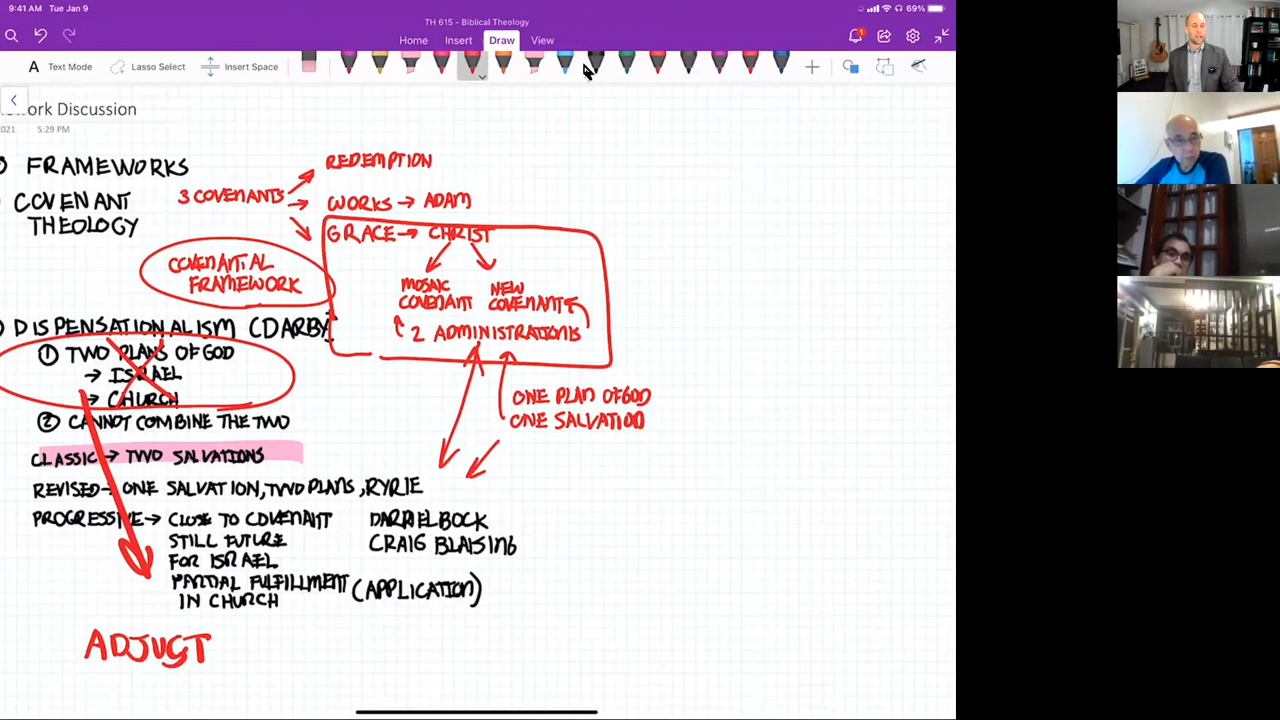 9:41 AM Tue Jan 9
69%
TH 615 - Biblical Theology
Home Insert Draw View
1
A Text Mode Lasso Select Insert Space
ork Discussion
2021 5:29 PM
FRAMEWORKS
COVENANT
THEOLOGY
3 COVENANTS
REDEMPTION
WORKS → ADAM
GRACE → CHRIST
COVENANTAL
FRAMEWORK
MOSAIC
COVENANT
NEW
COVENANT
2 ADMINISTRATIONS
ONE PLAN OF GOD
ONE SALVATION
DISPENSATIONALISM (DARBY)
① TWO PLANS OF GOD
→ ISRAEL
→ CHURCH
② CANNOT COMBINE THE TWO
CLASSIC → TWO SALVATIONS
REVISED → ONE SALVATION, TWO PLANS, RYRIE
PROGRESSIVE → CLOSE TO COVENANT
STILL FUTURE
FOR ISRAEL
PARTIAL FULFILLMENT
IN CHURCH
(APPLICATION)
DARREL BOCK
CRAIG BLAISING
ADJUST